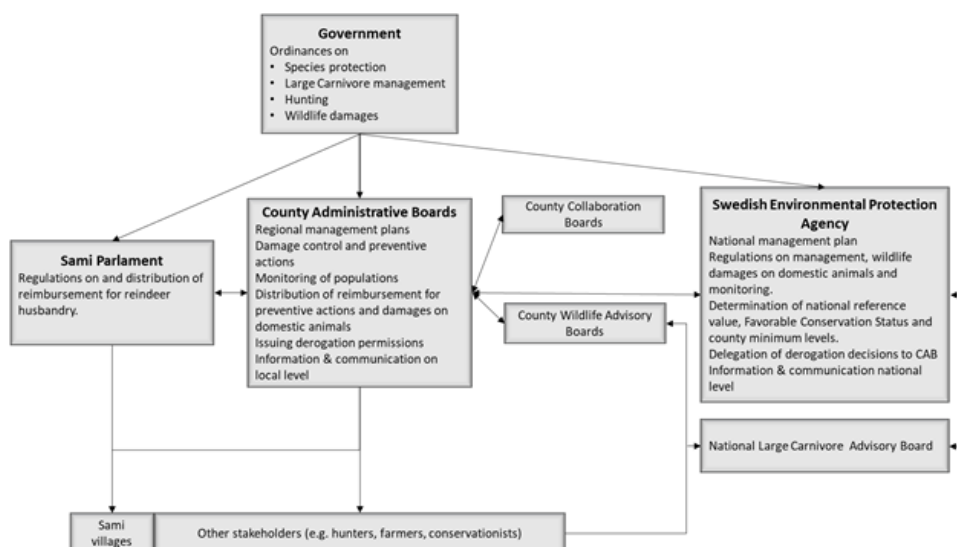 Government
Ordinances on
• Species protection
• Large Carnivore management
• Hunting
• Wildlife damages
County Collaboration
Boards
County Administrative Boards
Regional management plans
Damage control and preventive
actions
Monitoring of populations
Distribution of reimbursement for
preventive actions and damages on
domestic animals
Issuing derogation permissions
Information & communication on
local level
Swedish Environmental Protection
Agency
National management plan
Regulations on management, wildlife
damages on domestic animals and
monitoring.
Determination of national reference
value, Favorable Conservation Status and
county minimum levels.
Delegation of derogation decisions to CAB
Information & communication national
level
Sami Parlament
Regulations on and distribution of
reimbursement for reindeer
husbandry.
County Wildlife Advisory
Boards
National Large Carnivore Advisory Board
Sami
villages
Other stakeholders (e.g. hunters, farmers, conservationists)